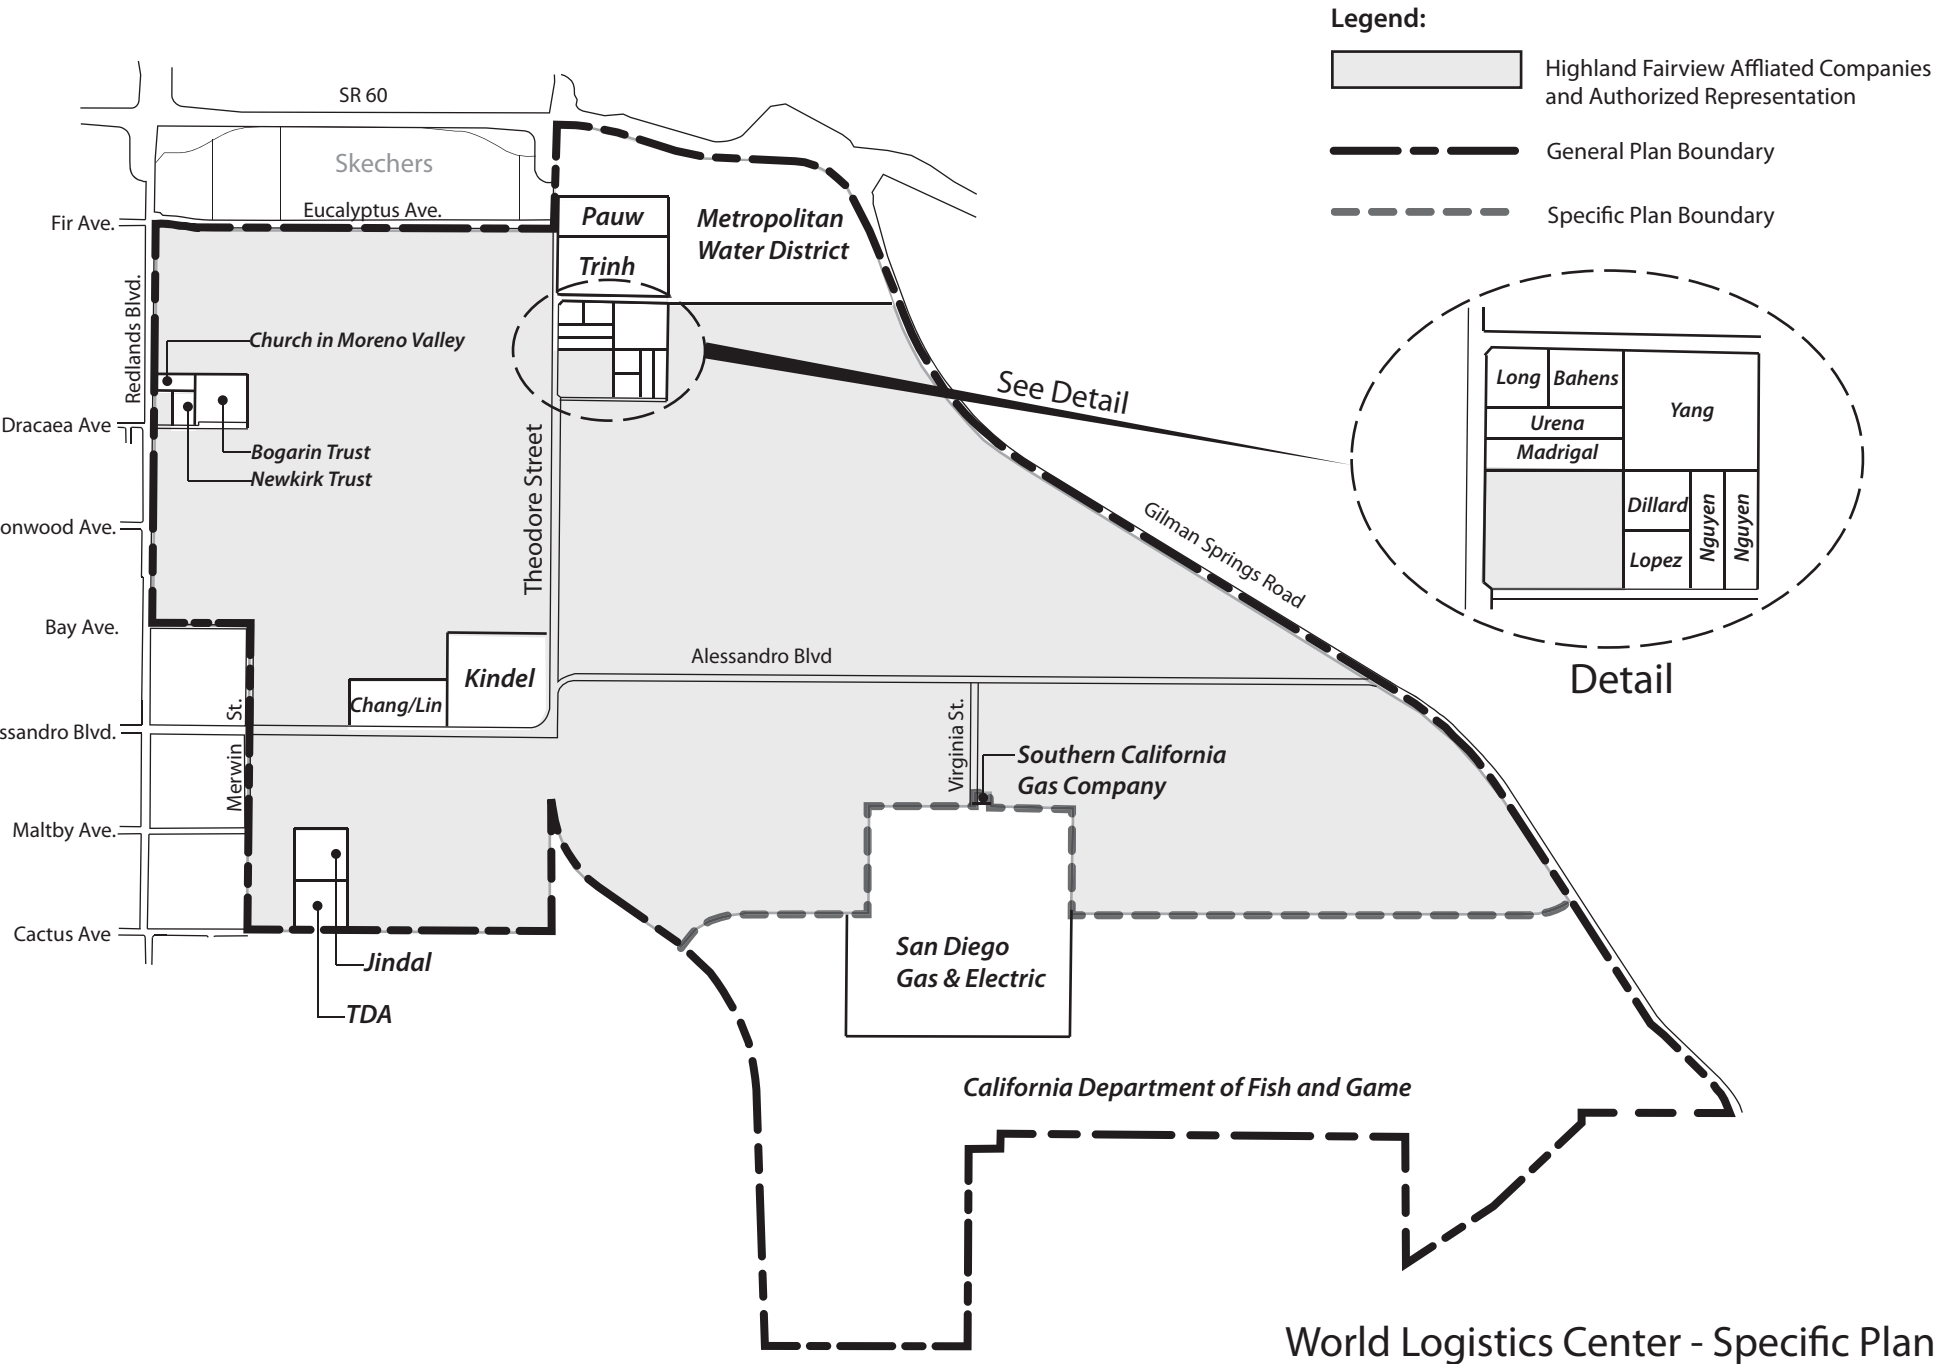 Legend:
Highland Fairview Affliated Companies
and Authorized Representation
General Plan Boundary
Specific Plan Boundary
SR 60
Skechers
Eucalyptus Ave.
Fir Ave.
Redlands Blvd.
Pauw
Trinh
Metropolitan
Water District
Church in Moreno Valley
Dracaea Ave
Bogarin Trust
Newkirk Trust
Theodore Street
See Detail
Long
Bahens
Yang
Urena
Madrigal
Dillard
Lopez
Nguyen
Nguyen
Detail
onwood Ave.
Gilman Springs Road
Bay Ave.
Alessandro Blvd
Kindel
Chang/Lin
ssandro Blvd.
Merwin St.
Virginia St.
Southern California
Gas Company
Maltby Ave.
Cactus Ave
Jindal
TDA
San Diego
Gas & Electric
California Department of Fish and Game
World Logistics Center - Specific Plan